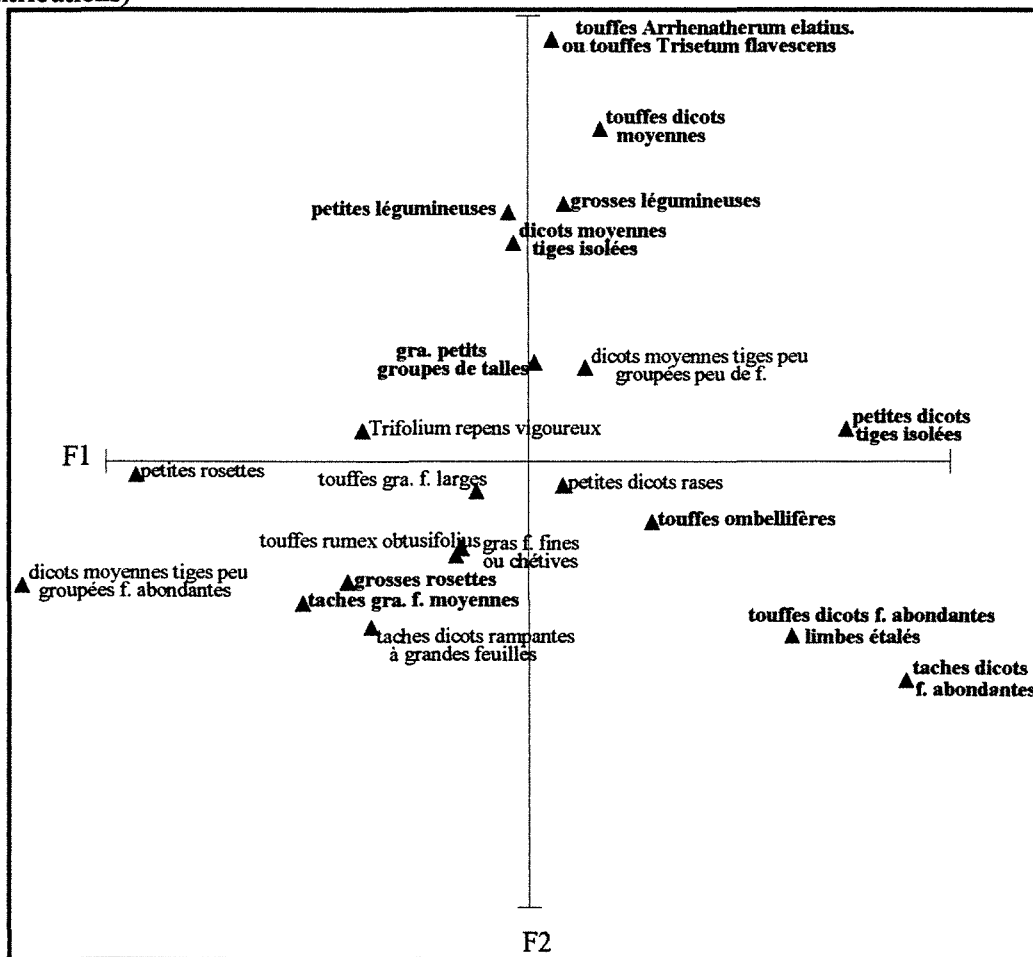 touffes Arrhenatherum elatius.
ou touffes Trisetum flavescens
touffes dicots
moyennes
grosses légumineuses
petites légumineuses
dicots moyennes
tiges isolées
gra. petits
groupes de talles
dicots moyennes tiges peu
groupées peu de f.
petites dicots
tiges isolées
Trifolium repens vigoureux
F1
petites rosettes
touffes gra. f. larges
petites dicots rases
touffes ombellifères
touffes rumex obtusifolius
gras f. fines
ou chétives
dicots moyennes tiges peu
groupées f. abondantes
grosses rosettes
taches gra. f. moyennes
taches dicots rampantes
à grandes feuilles
touffes dicots f. abondantes
limbes étalés
taches dicots
f. abondantes
F2